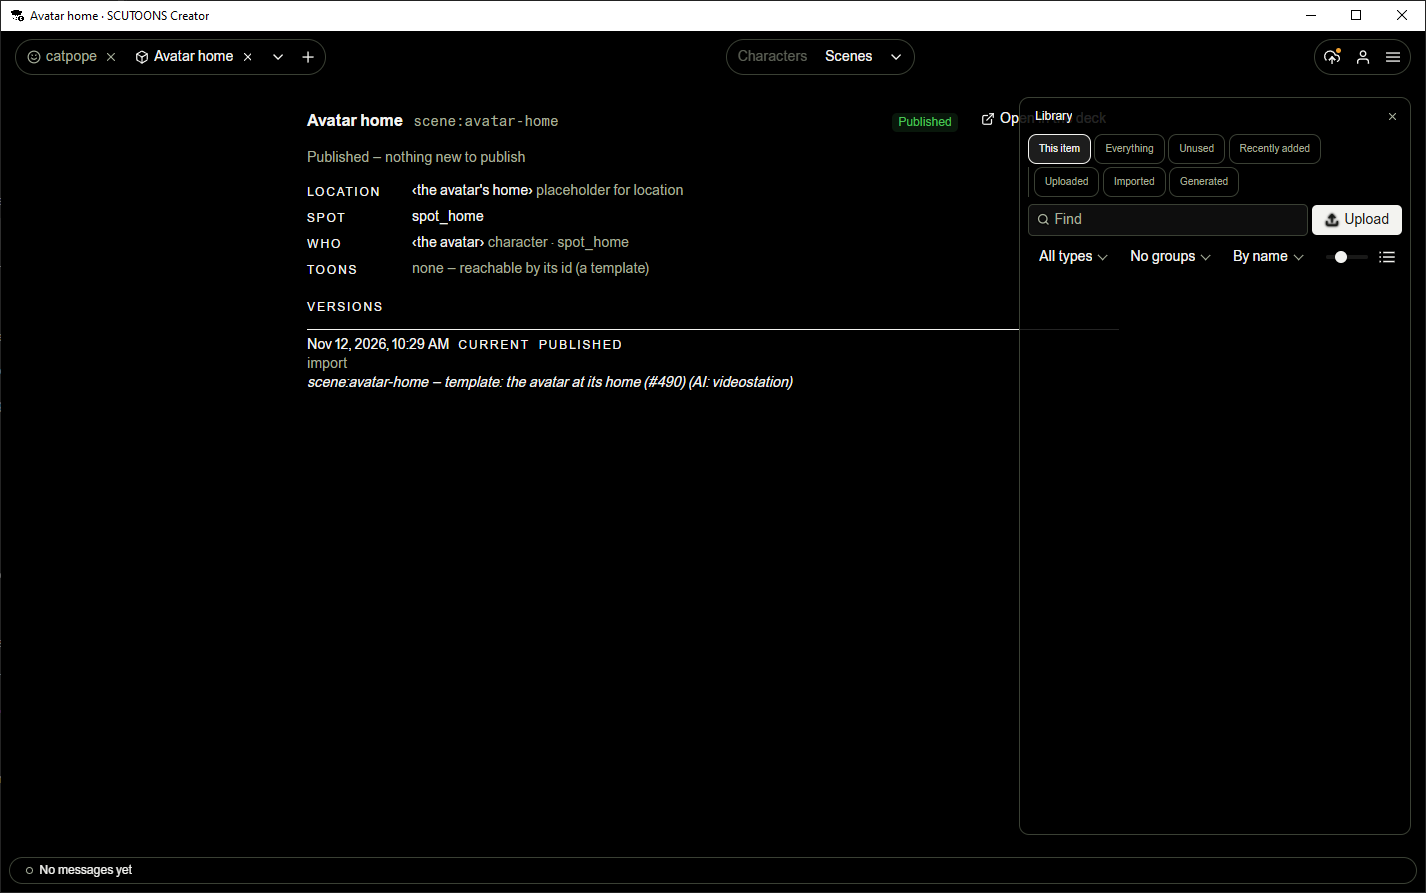 Avatar home · SCUTOONS Creator
catpope
Avatar home
Characters Scenes
Avatar home scene:avatar-home
Published
Open in the deck
Published – nothing new to publish
LOCATION ‹the avatar's home› placeholder for location
SPOT spot_home
WHO ‹the avatar› character · spot_home
TOONS none – reachable by its id (a template)
VERSIONS
Nov 12, 2026, 10:29 AM CURRENT PUBLISHED
import
scene:avatar-home – template: the avatar at its home (#490) (AI: videostation)
Library
This item Everything Unused Recently added
Uploaded Imported Generated
Find Upload
All types No groups By name
No messages yet